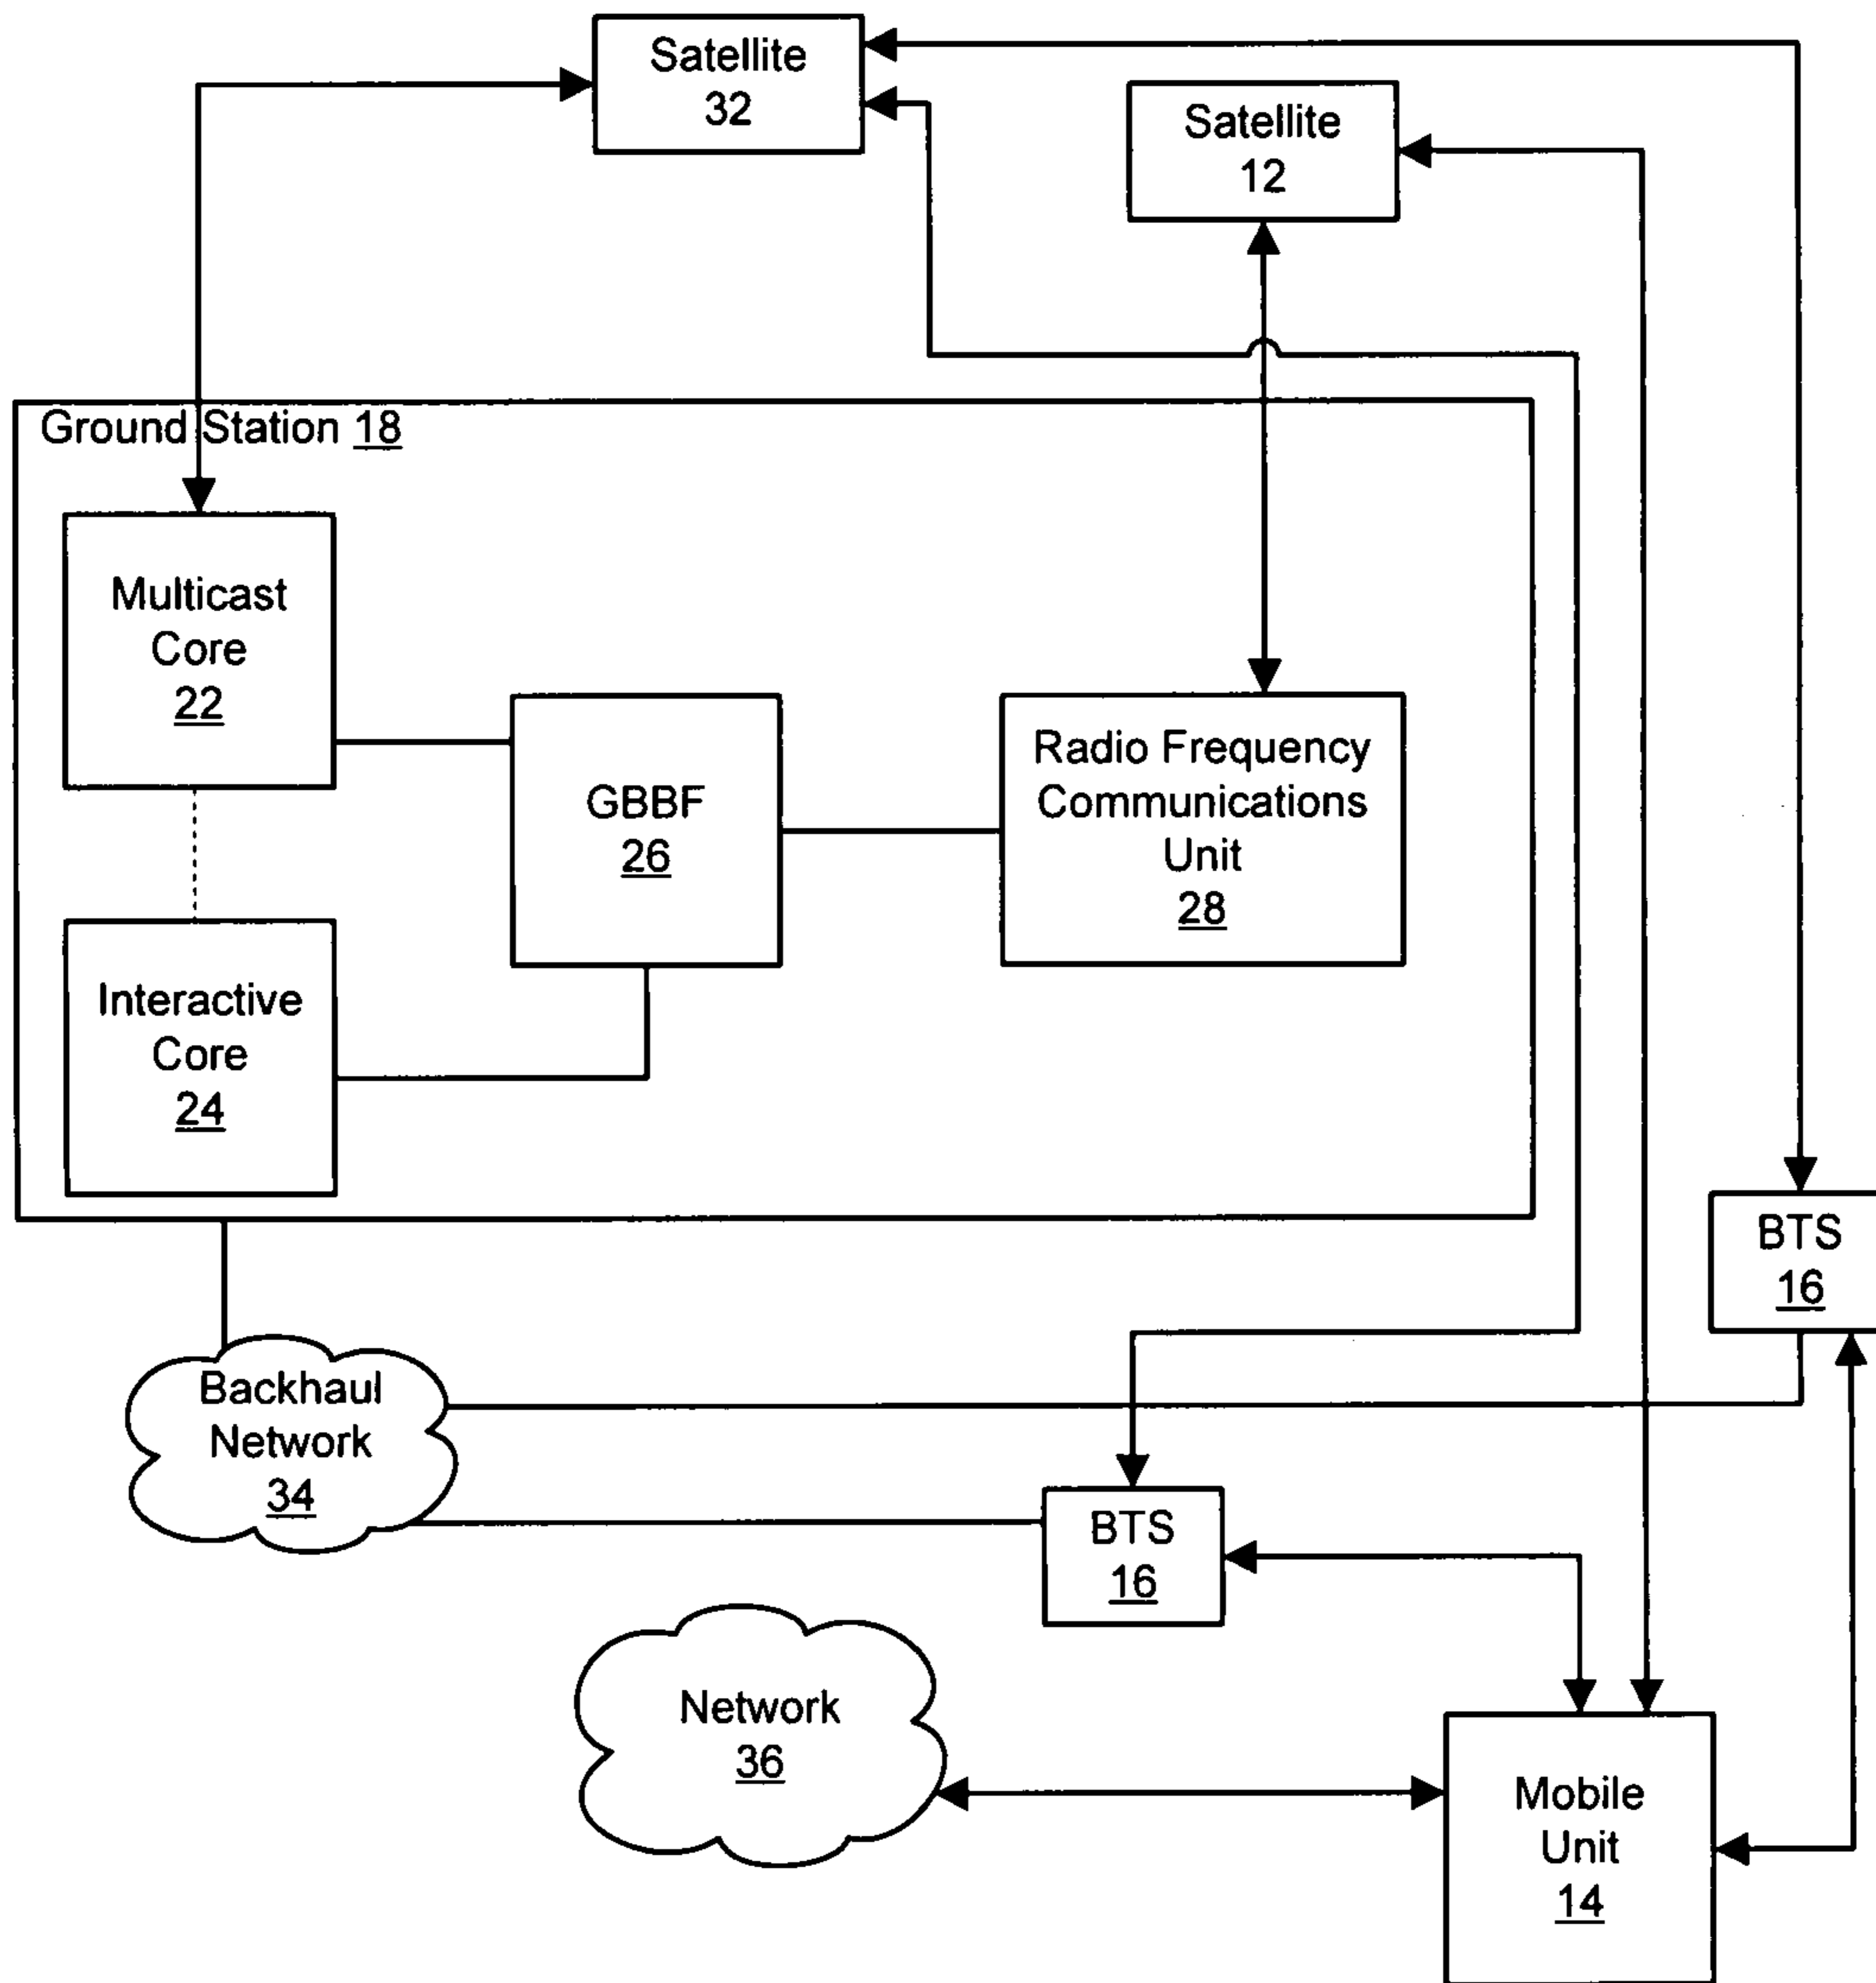 Satellite
32
Satellite
12
Ground Station 18
Multicast
Core
22
GBBF
26
Radio Frequency
Communications
Unit
28
Interactive
Core
24
BTS
16
Backhaul
Network
34
BTS
16
Network
36
Mobile
Unit
14